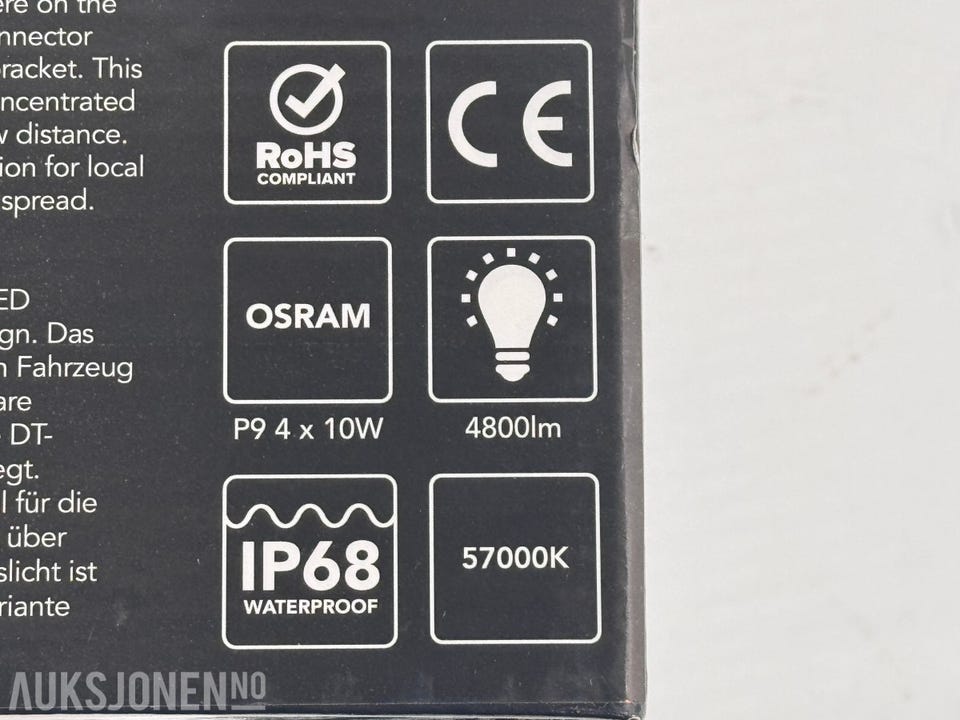 ere on the
nnector
racket. This
ncentrated
w distance.
ion for local
spread.
ED
gn. Das
n Fahrzeug
are
DT-
egt.
l für die
über
slicht ist
riante
RoHS
COMPLIANT
CE
OSRAM
P9 4 x 10W
4800lm
IP68
WATERPROOF
57000K
AUKSJONEN NO